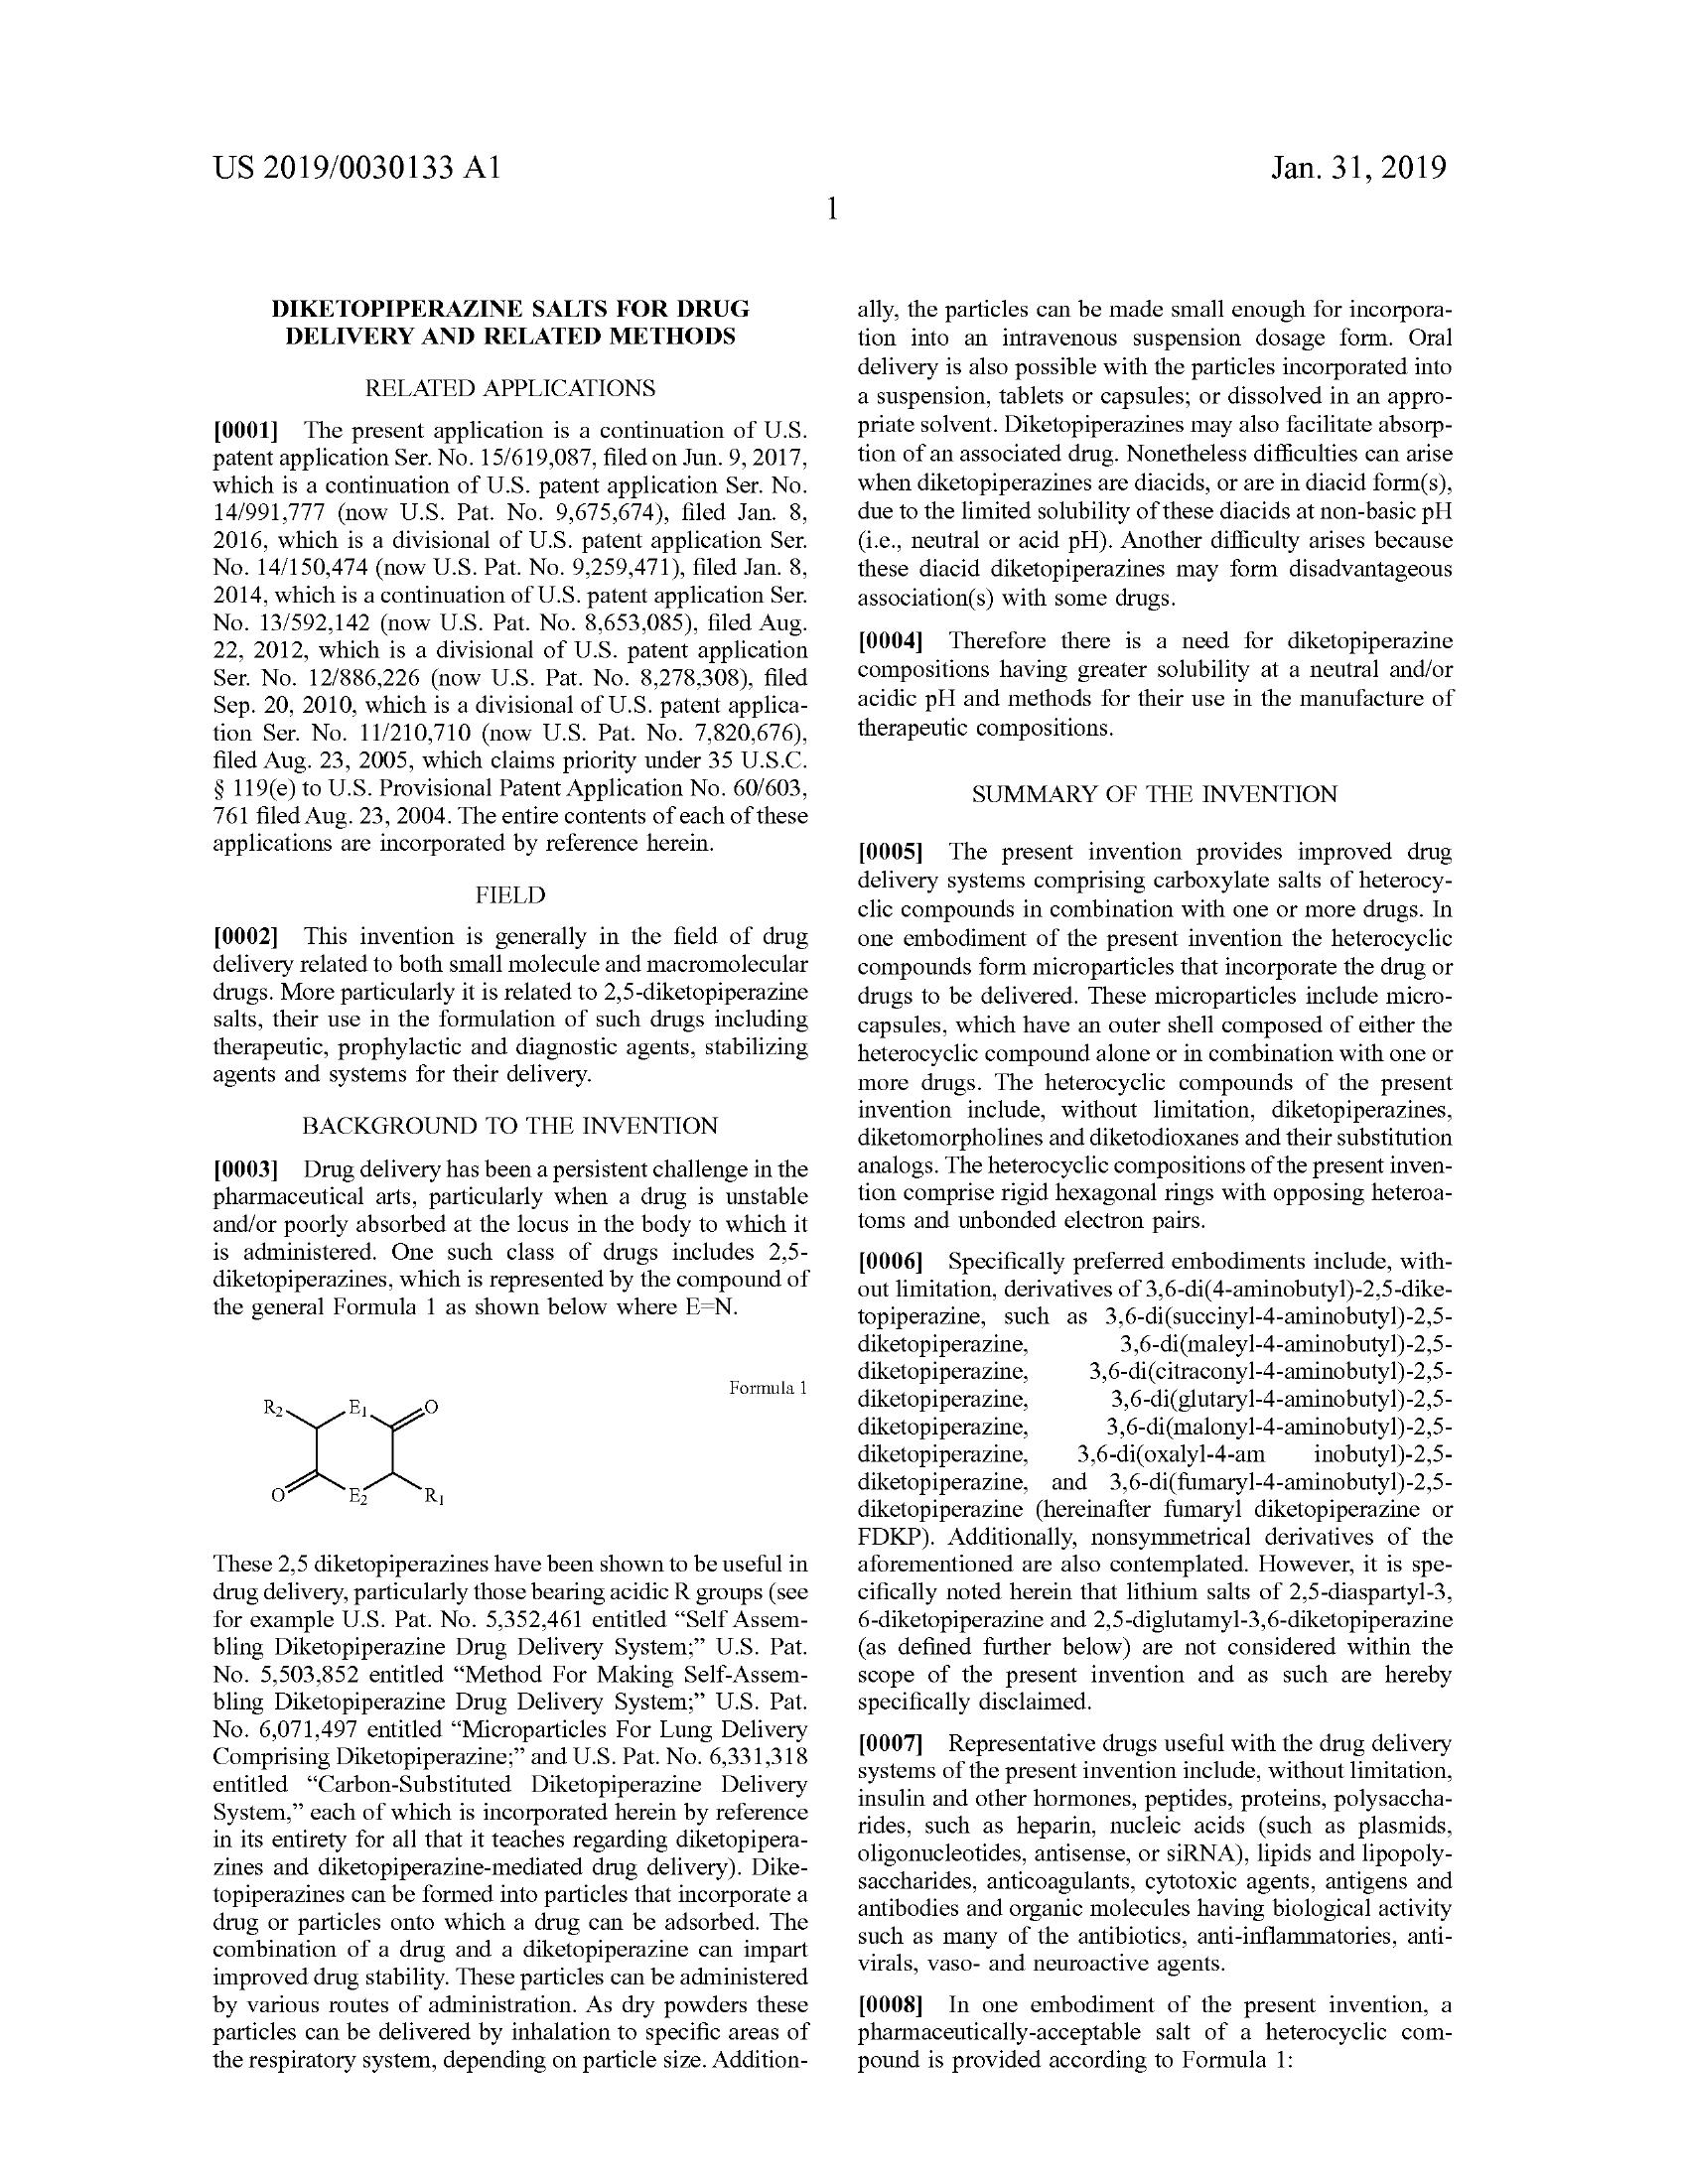 US 2019/0030133 A1
Jan. 31, 2019
1
DIKETOPIPERAZINE SALTS FOR DRUG
DELIVERY AND RELATED METHODS
RELATED APPLICATIONS
[0001] The present application is a continuation of U.S.
patent application Ser. No. 15/619,087, filed on Jun. 9, 2017,
which is a continuation of U.S. patent application Ser. No.
14/991,777 (now U.S. Pat. No. 9,675,674), filed Jan. 8,
2016, which is a divisional of U.S. patent application Ser.
No. 14/150,474 (now U.S. Pat. No. 9,259,471), filed Jan. 8,
2014, which is a continuation of U.S. patent application Ser.
No. 13/592,142 (now U.S. Pat. No. 8,653,085), filed Aug.
22, 2012, which is a divisional of U.S. patent application
Ser. No. 12/886,226 (now U.S. Pat. No. 8,278,308), filed
Sep. 20, 2010, which is a divisional of U.S. patent applica-
tion Ser. No. 11/210,710 (now U.S. Pat. No. 7,820,676),
filed Aug. 23, 2005, which claims priority under 35 U.S.C.
§ 119(e) to U.S. Provisional Patent Application No. 60/603,
761 filed Aug. 23, 2004. The entire contents of each of these
applications are incorporated by reference herein.
FIELD
[0002] This invention is generally in the field of drug
delivery related to both small molecule and macromolecular
drugs. More particularly it is related to 2,5-diketopiperazine
salts, their use in the formulation of such drugs including
therapeutic, prophylactic and diagnostic agents, stabilizing
agents and systems for their delivery.
BACKGROUND TO THE INVENTION
[0003] Drug delivery has been a persistent challenge in the
pharmaceutical arts, particularly when a drug is unstable
and/or poorly absorbed at the locus in the body to which it
is administered. One such class of drugs includes 2,5-
diketopiperazines, which is represented by the compound of
the general Formula 1 as shown below where E=N.
Formula 1
R2 E1 O
O E2 R1
These 2,5 diketopiperazines have been shown to be useful in
drug delivery, particularly those bearing acidic R groups (see
for example U.S. Pat. No. 5,352,461 entitled “Self Assem-
bling Diketopiperazine Drug Delivery System;” U.S. Pat.
No. 5,503,852 entitled “Method For Making Self-Assem-
bling Diketopiperazine Drug Delivery System;” U.S. Pat.
No. 6,071,497 entitled “Microparticles For Lung Delivery
Comprising Diketopiperazine;” and U.S. Pat. No. 6,331,318
entitled “Carbon-Substituted Diketopiperazine Delivery
System,” each of which is incorporated herein by reference
in its entirety for all that it teaches regarding diketopipera-
zines and diketopiperazine-mediated drug delivery). Dike-
topiperazines can be formed into particles that incorporate a
drug or particles onto which a drug can be adsorbed. The
combination of a drug and a diketopiperazine can impart
improved drug stability. These particles can be administered
by various routes of administration. As dry powders these
particles can be delivered by inhalation to specific areas of
the respiratory system, depending on particle size. Addition-
ally, the particles can be made small enough for incorpora-
tion into an intravenous suspension dosage form. Oral
delivery is also possible with the particles incorporated into
a suspension, tablets or capsules; or dissolved in an appro-
priate solvent. Diketopiperazines may also facilitate absorp-
tion of an associated drug. Nonetheless difficulties can arise
when diketopiperazines are diacids, or are in diacid form(s),
due to the limited solubility of these diacids at non-basic pH
(i.e., neutral or acid pH). Another difficulty arises because
these diacid diketopiperazines may form disadvantageous
association(s) with some drugs.
[0004] Therefore there is a need for diketopiperazine
compositions having greater solubility at a neutral and/or
acidic pH and methods for their use in the manufacture of
therapeutic compositions.
SUMMARY OF THE INVENTION
[0005] The present invention provides improved drug
delivery systems comprising carboxylate salts of heterocy-
clic compounds in combination with one or more drugs. In
one embodiment of the present invention the heterocyclic
compounds form microparticles that incorporate the drug or
drugs to be delivered. These microparticles include micro-
capsules, which have an outer shell composed of either the
heterocyclic compound alone or in combination with one or
more drugs. The heterocyclic compounds of the present
invention include, without limitation, diketopiperazines,
diketomorpholines and diketodioxanes and their substitution
analogs. The heterocyclic compositions of the present inven-
tion comprise rigid hexagonal rings with opposing heteroa-
toms and unbonded electron pairs.
[0006] Specifically preferred embodiments include, with-
out limitation, derivatives of 3,6-di(4-aminobutyl)-2,5-dike-
topiperazine, such as 3,6-di(succinyl-4-aminobutyl)-2,5-
diketopiperazine, 3,6-di(maleyl-4-aminobutyl)-2,5-
diketopiperazine, 3,6-di(citraconyl-4-aminobutyl)-2,5-
diketopiperazine, 3,6-di(glutaryl-4-aminobutyl)-2,5-
diketopiperazine, 3,6-di(malonyl-4-aminobutyl)-2,5-
diketopiperazine, 3,6-di(oxalyl-4-am inobutyl)-2,5-
diketopiperazine, and 3,6-di(fumaryl-4-aminobutyl)-2,5-
diketopiperazine (hereinafter fumaryl diketopiperazine or
FDKP). Additionally, nonsymmetrical derivatives of the
aforementioned are also contemplated. However, it is spe-
cifically noted herein that lithium salts of 2,5-diaspartyl-3,
6-diketopiperazine and 2,5-diglutamyl-3,6-diketopiperazine
(as defined further below) are not considered within the
scope of the present invention and as such are hereby
specifically disclaimed.
[0007] Representative drugs useful with the drug delivery
systems of the present invention include, without limitation,
insulin and other hormones, peptides, proteins, polysaccha-
rides, such as heparin, nucleic acids (such as plasmids,
oligonucleotides, antisense, or siRNA), lipids and lipopoly-
saccharides, anticoagulants, cytotoxic agents, antigens and
antibodies and organic molecules having biological activity
such as many of the antibiotics, anti-inflammatories, anti-
virals, vaso- and neuroactive agents.
[0008] In one embodiment of the present invention, a
pharmaceutically-acceptable salt of a heterocyclic com-
pound is provided according to Formula 1: